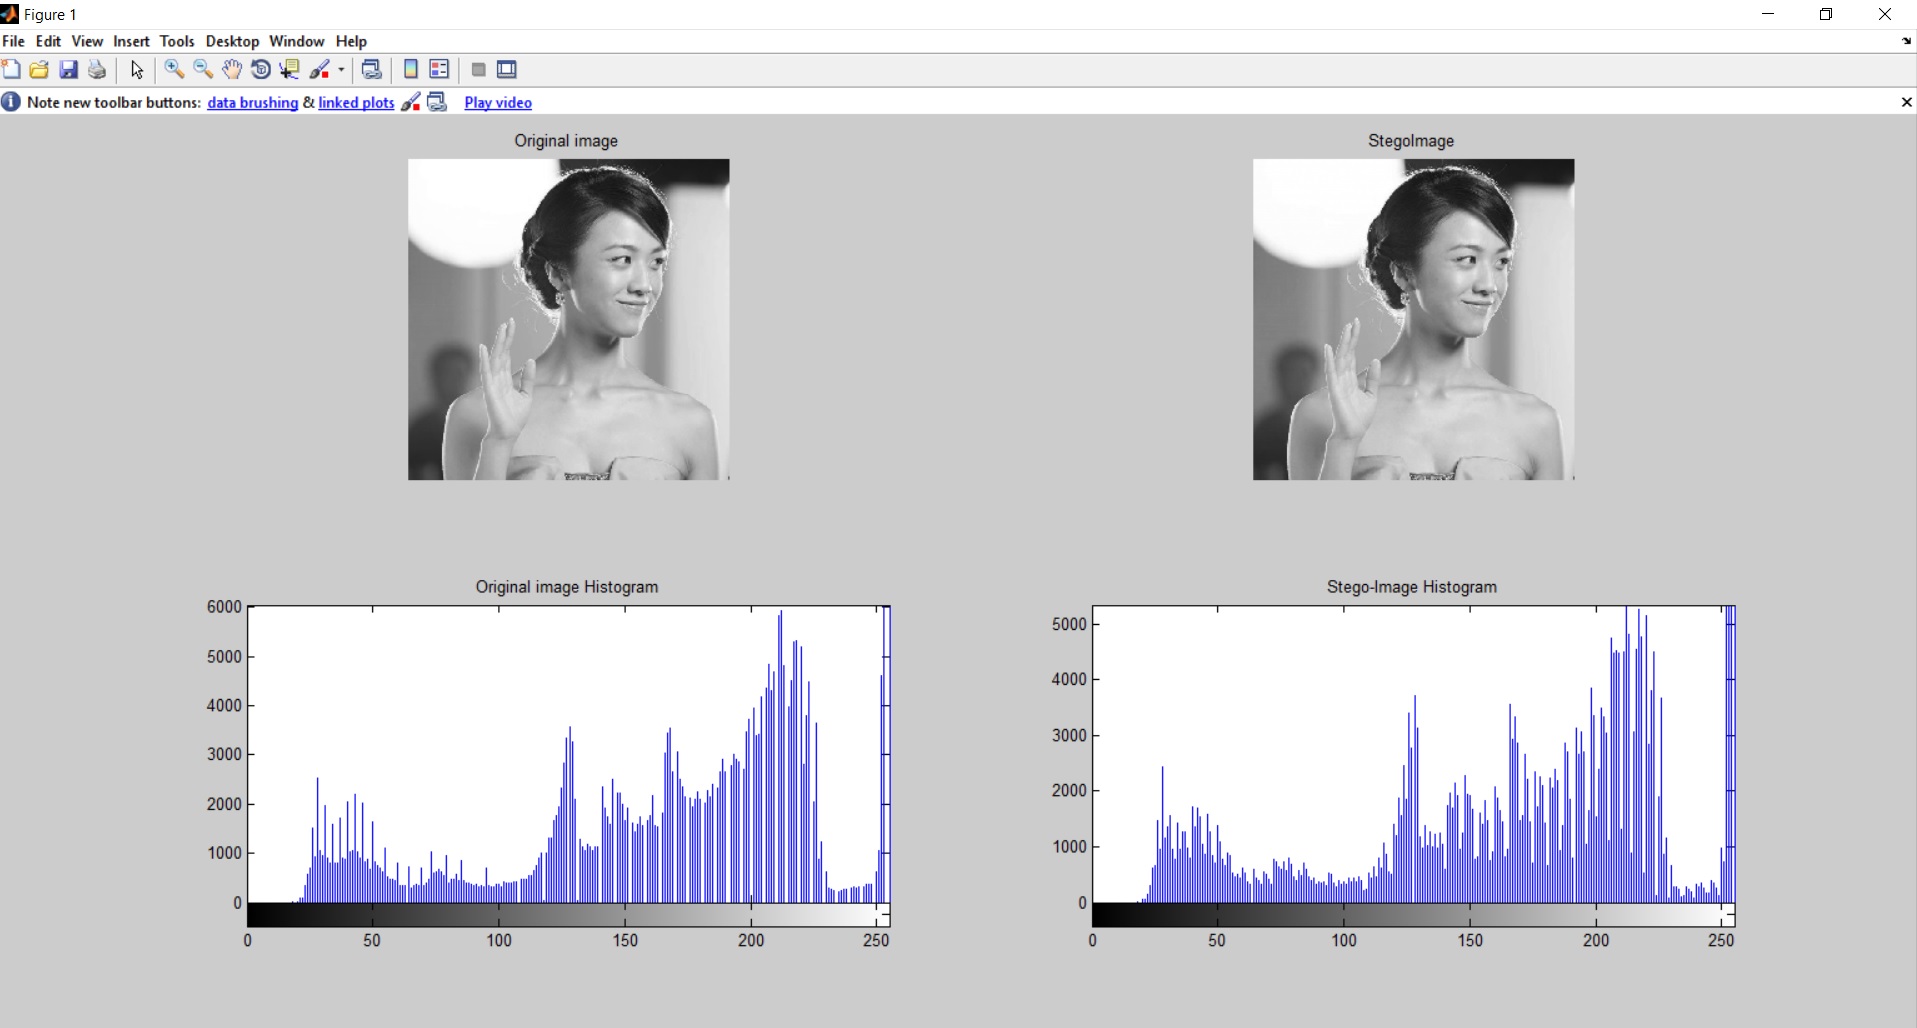 Figure 1
File Edit View Insert Tools Desktop Window Help
Note new toolbar buttons: data brushing & linked plots Play video
Original image
StegoImage
Original image Histogram
6000
5000
4000
3000
2000
1000
0
0 50 100 150 200 250
Stego-Image Histogram
5000
4000
3000
2000
1000
0
0 50 100 150 200 250